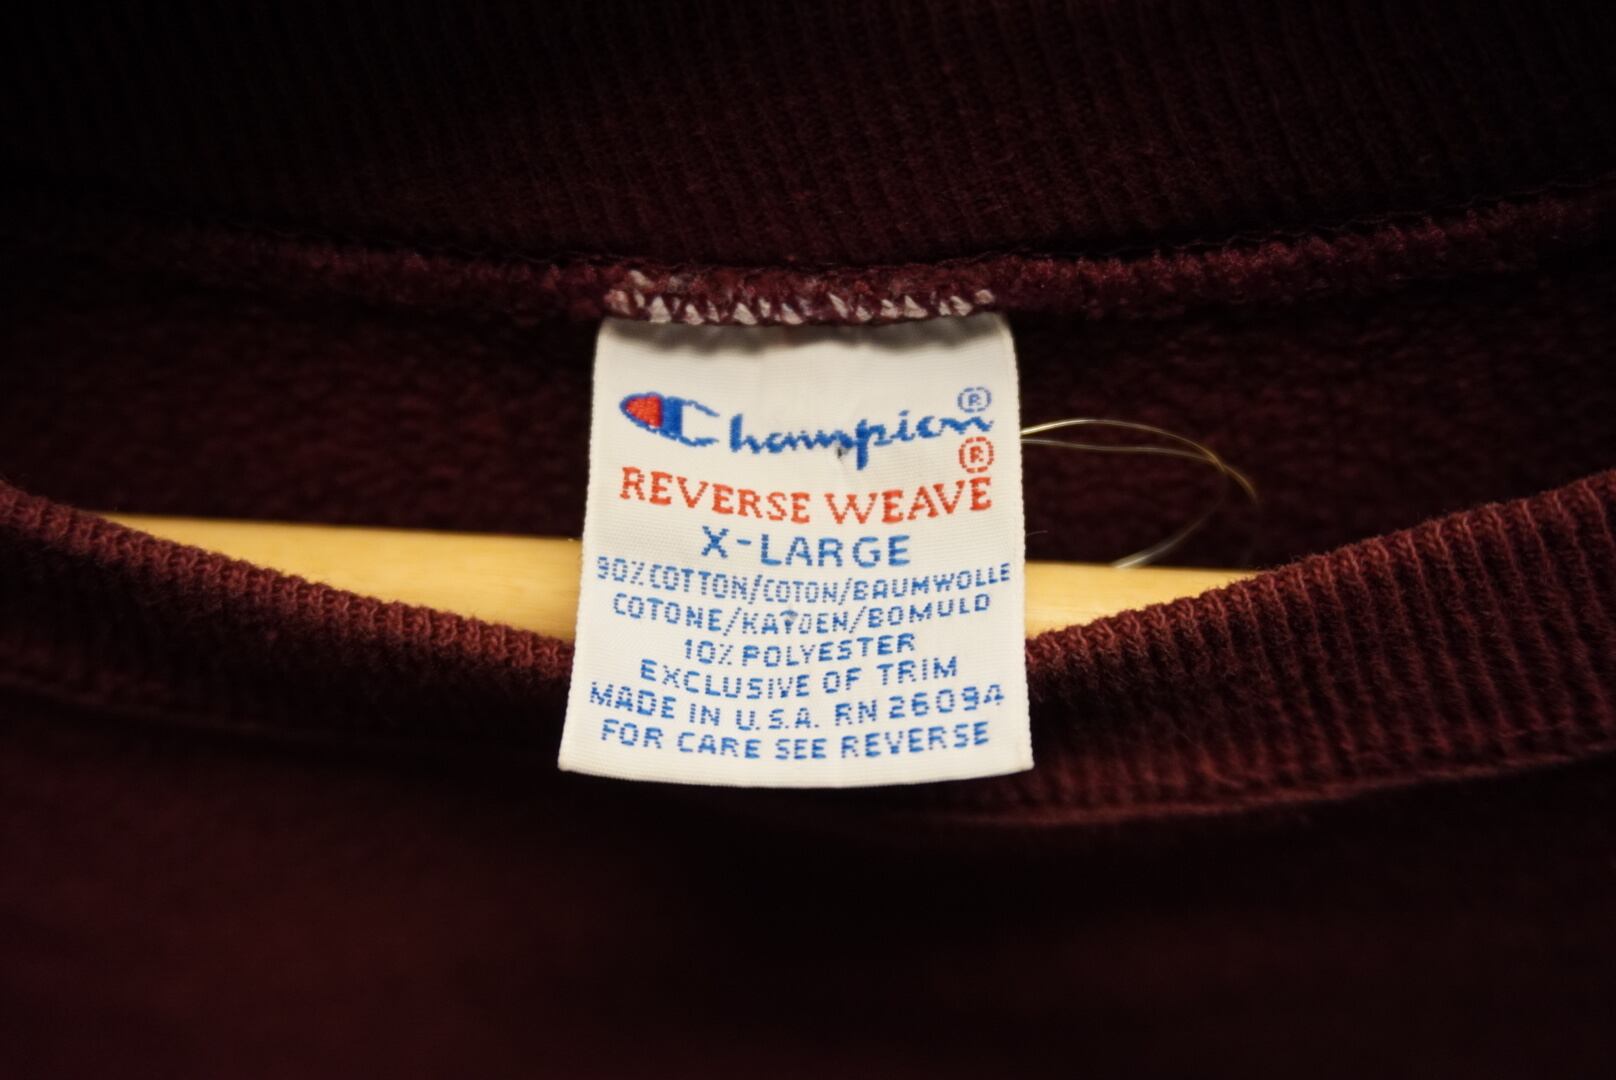 Champion®
REVERSE WEAVE®
X-LARGE
90% COTTON/COTON/BAUMWOLLE
COTONE/KATOEN/BOMULD
10% POLYESTER
EXCLUSIVE OF TRIM
MADE IN U.S.A. RN 26094
FOR CARE SEE REVERSE